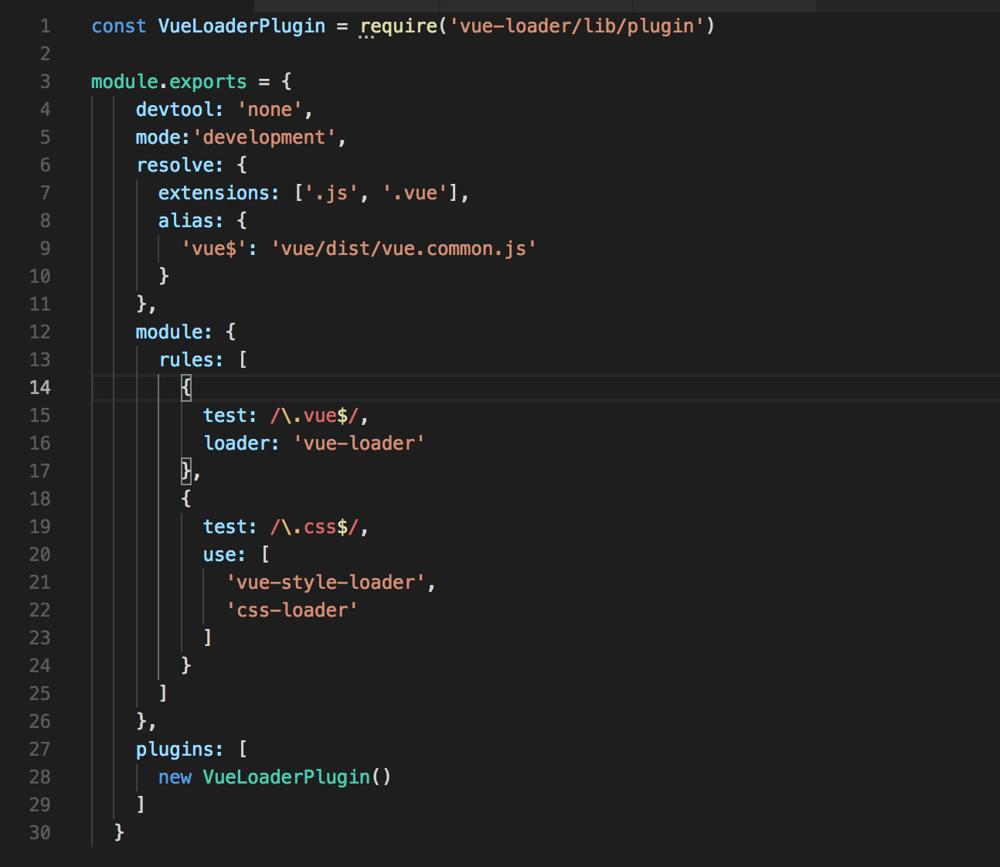 1 const VueLoaderPlugin = require('vue-loader/lib/plugin')
2
3 module.exports = {
4     devtool: 'none',
5     mode:'development',
6     resolve: {
7       extensions: ['.js', '.vue'],
8       alias: {
9         'vue$': 'vue/dist/vue.common.js'
10       }
11     },
12     module: {
13       rules: [
14         {
15           test: /\.vue$/,
16           loader: 'vue-loader'
17         },
18         {
19           test: /\.css$/,
20           use: [
21             'vue-style-loader',
22             'css-loader'
23           ]
24         }
25       ]
26     },
27     plugins: [
28       new VueLoaderPlugin()
29     ]
30   }